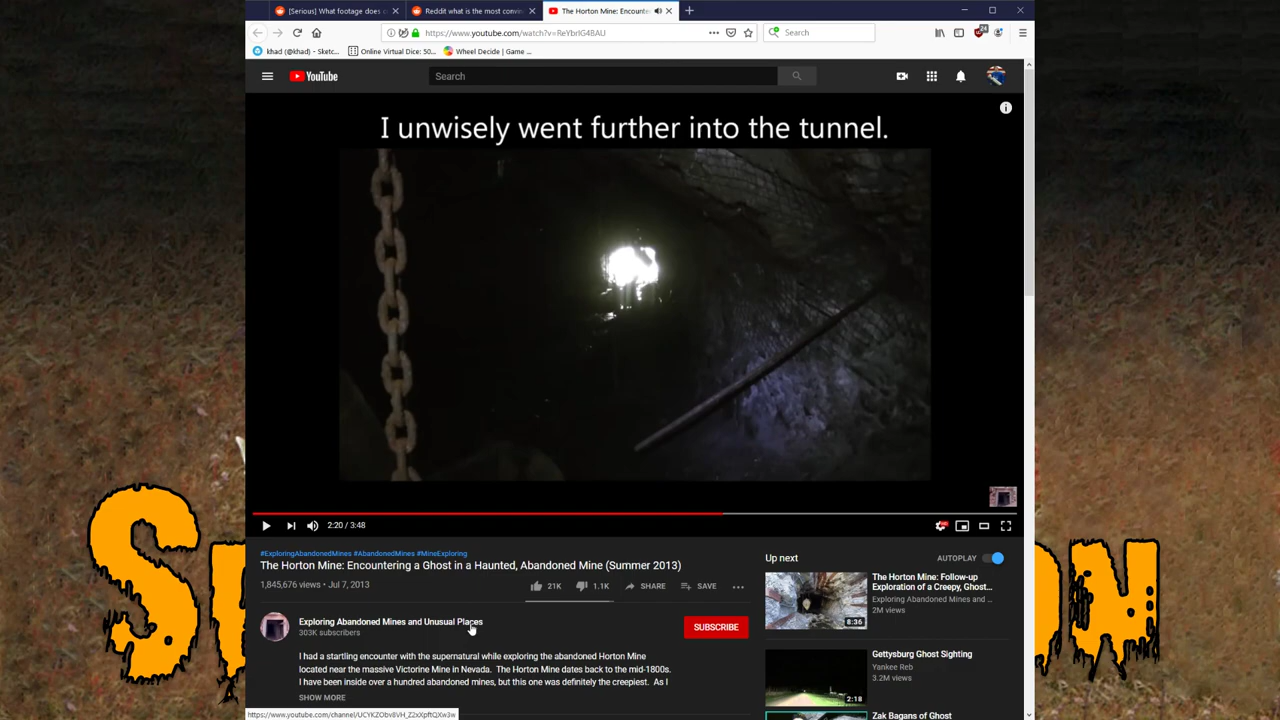 [Serious] What footage does o
Reddit what is the most convin
The Horton Mine: Encount
https://www.youtube.com/watch?v=ReYbrIG4BAU
Search
24
khad (@khad) - Sketc...
Online Virtual Dice: 50...
Wheel Decide | Game ...
YouTube
Search
I unwisely went further into the tunnel.
2:20 / 3:48
#ExploringAbandonedMines #AbandonedMines #MineExploring
The Horton Mine: Encountering a Ghost in a Haunted, Abandoned Mine (Summer 2013)
1,845,676 views • Jul 7, 2013
21K
1.1K
SHARE
SAVE
Exploring Abandoned Mines and Unusual Places
303K subscribers
SUBSCRIBE
I had a startling encounter with the supernatural while exploring the abandoned Horton Mine
located near the massive Victorine Mine in Nevada. The Horton Mine dates back to the mid-1800s.
I have been inside over a hundred abandoned mines, but this one was definitely the creepiest. As I
SHOW MORE
Up next
AUTOPLAY
The Horton Mine: Follow-up
Exploration of a Creepy, Ghost...
Exploring Abandoned Mines and ...
2M views
8:36
Gettysburg Ghost Sighting
Yankee Reb
3.2M views
2:18
Zak Bagans of Ghost